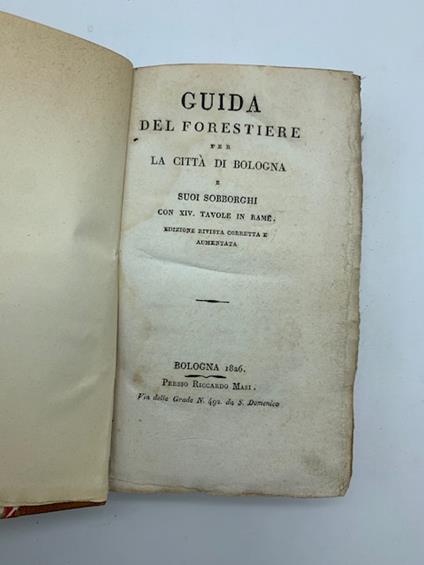 GUIDA
DEL FORESTIERE
PER
LA CITTÀ DI BOLOGNA
E
SUOI SOBBORGHI
CON XIV. TAVOLE IN RAME.
EDIZIONE RIVISTA CORRETTA E
AUMENTATA
BOLOGNA 1826.
PRESSO RICCARDO MASI.
Via delle Grade N. 492. da S. Domenico